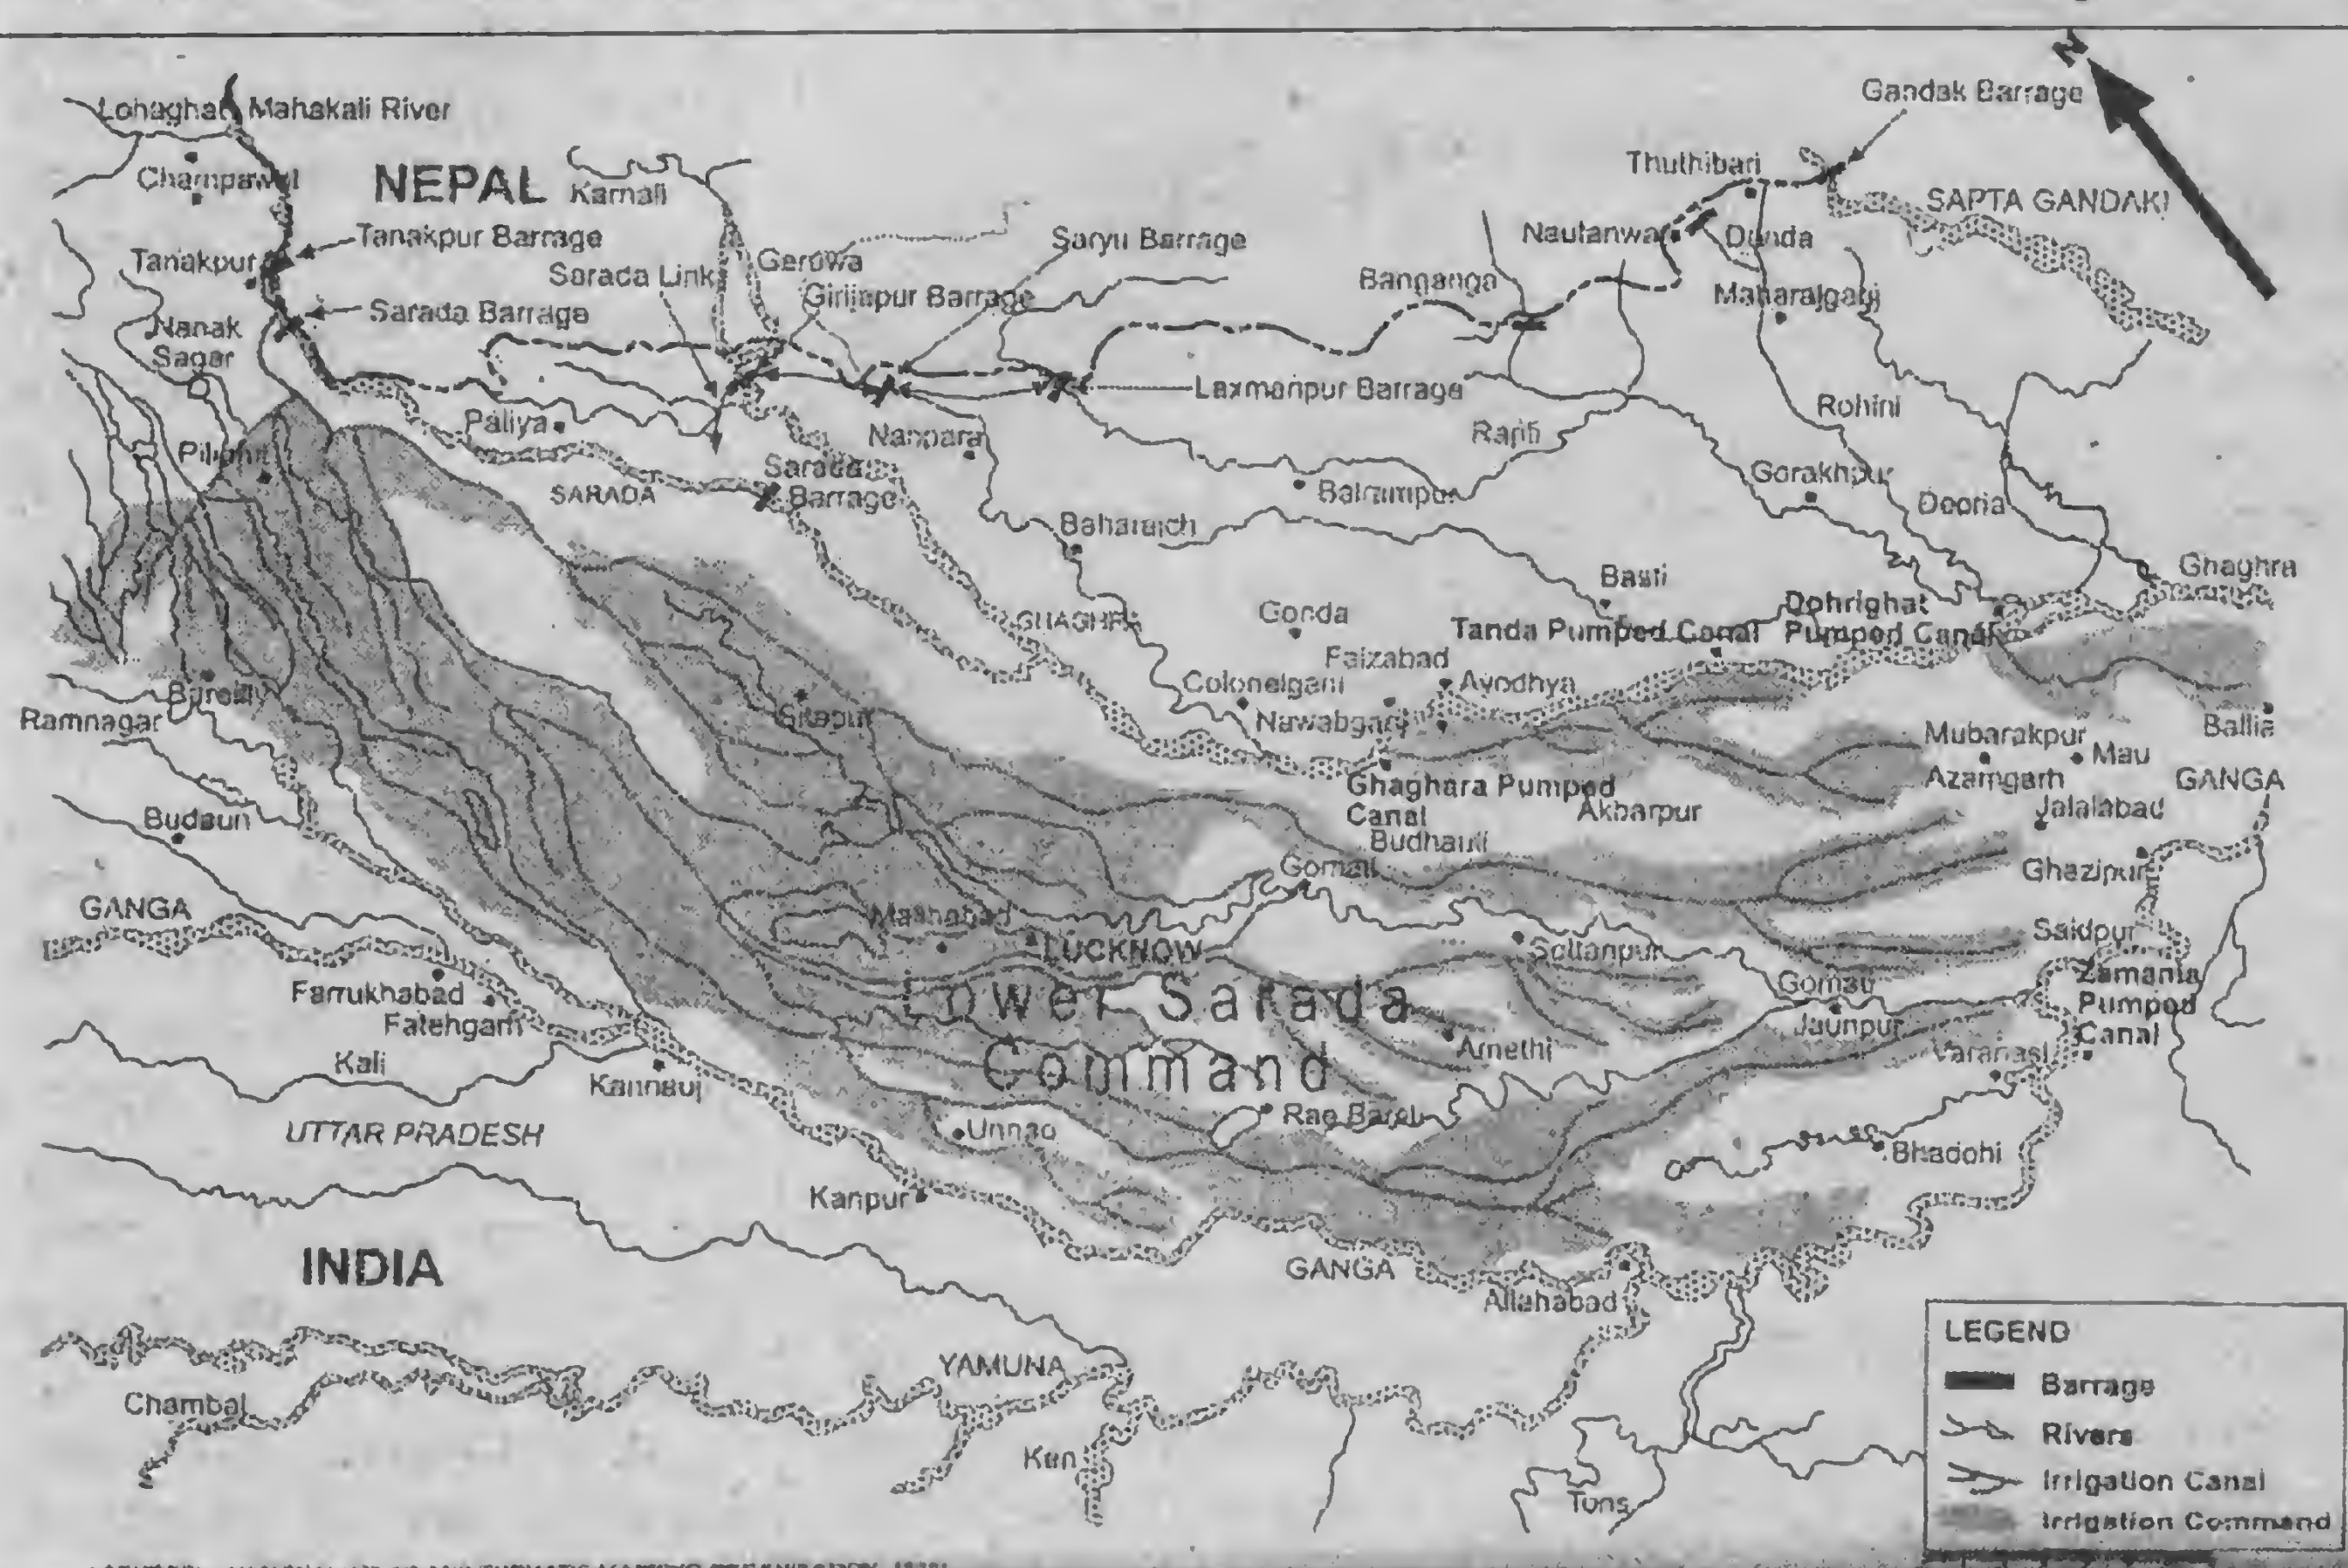 N
Gandak Barrage
Lohaghat
Mahakali River
Champawat
NEPAL
Karnali
Thuthibari
SAPTA GANDAKI
Tanakpur Barrage
Tanakpur
Sarada Link
Gerowa
Saryu Barrage
Nautanwa
Dunda
Girijapur Barrage
Banganga
Maharajganj
Sarada Barrage
Nanak
Sagar
Laxmanpur Barrage
Rohini
Paliya
Nanpara
Rapti
Pilibhit
SARADA
Sarada
Barrage
Balrampur
Gorakhpur
Deoria
Baharaich
Ghaghra
Basti
GHAGHRA
Gonda
Dohrighat
Pumped Canal
Tanda Pumped Canal
Faizabad
Ayodhya
Colonelganj
Nawabganj
Bareilly
Ramnagar
Sitapur
Ballia
Mubarakpur
Mau
Azamgarh
GANGA
Ghaghara Pumped
Canal
Akbarpur
Jalalabad
Budaun
Gomati
Ghazipur
GANGA
LUCKNOW
Sultanpur
Saidpur
Farrukhabad
Fatehgarh
Lower Sarada
Command
Zamania
Pumped
Canal
Jaunpur
Amethi
Varanasi
Kali
Kannauj
UTTAR PRADESH
Unnao
Rae Bareli
Bhadohi
Kanpur
INDIA
GANGA
Allahabad
YAMUNA
Chambal
Ken
Tons
LEGEND
Barrage
Rivers
Irrigation Canal
Irrigation Command